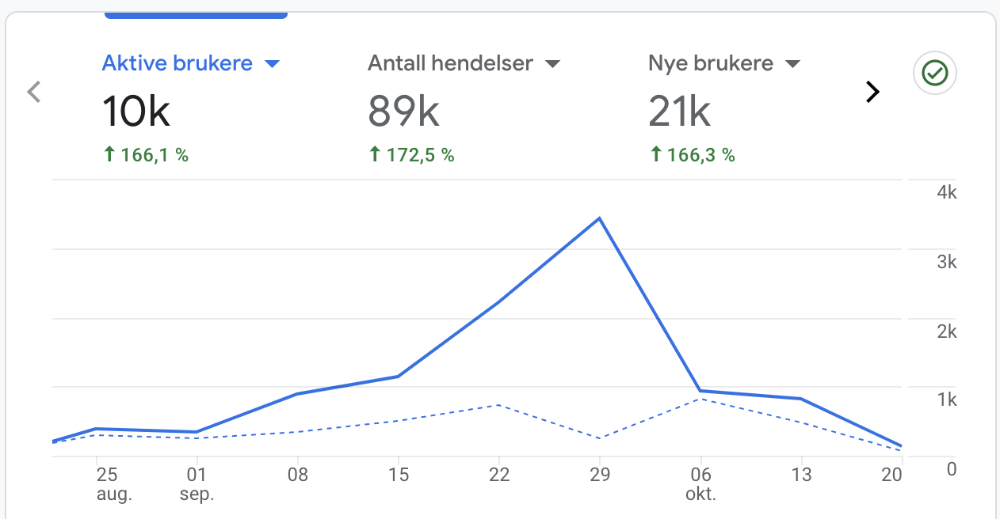 Aktive brukere
Antall hendelser
Nye brukere
10k
89k
21k
166,1 %
172,5 %
166,3 %
4k
3k
2k
1k
0
25
aug.
01
sep.
08
15
22
29
06
okt.
13
20